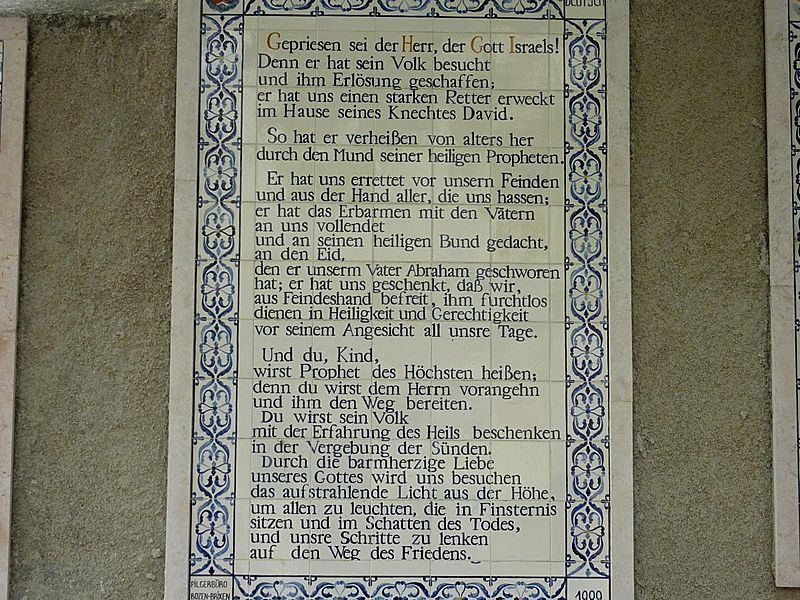 DEUTSCH
Gepriesen sei der Herr, der Gott Israels!
Denn er hat sein Volk besucht
und ihm Erlösung geschaffen;
er hat uns einen starken Retter erweckt
im Hause seines Knechtes David.
So hat er verheißen von alters her
durch den Mund seiner heiligen Propheten.
Er hat uns errettet vor unsern Feinden
und aus der Hand aller, die uns hassen;
er hat das Erbarmen mit den Vätern
an uns vollendet
und an seinen heiligen Bund gedacht,
an den Eid,
den er unserm Vater Abraham geschworen
hat; er hat uns geschenkt, daß wir,
aus Feindeshand befreit, ihm furchtlos
dienen in Heiligkeit und Gerechtigkeit
vor seinem Angesicht all unsre Tage.
Und du, Kind,
wirst Prophet des Höchsten heißen;
denn du wirst dem Herrn vorangehn
und ihm den Weg bereiten.
Du wirst sein Volk
mit der Erfahrung des Heils beschenken
in der Vergebung der Sünden.
Durch die barmherzige Liebe
unseres Gottes wird uns besuchen
das aufstrahlende Licht aus der Höhe,
um allen zu leuchten, die in Finsternis
sitzen und im Schatten des Todes,
und unsre Schritte zu lenken
auf den Weg des Friedens.
PILGERBÜRO
BOZEN-BRIXEN